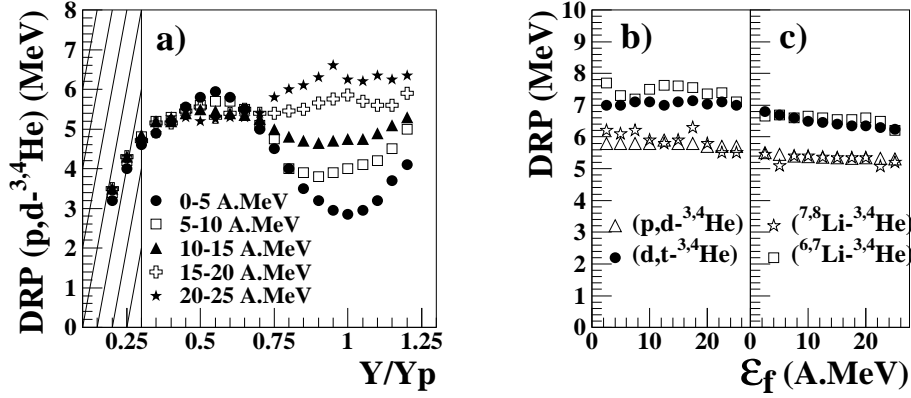 DRP (p,d-³,⁴He) (MeV)
8
7
6
5
4
3
2
1
0
a)
0-5 A.MeV
5-10 A.MeV
10-15 A.MeV
15-20 A.MeV
20-25 A.MeV
0.25 0.5 0.75 1 1.25
Y/Yp
DRP (MeV)
10
9
8
7
6
5
4
3
2
1
0
b) c)
(p,d-³,⁴He)
(d,t-³,⁴He)
(⁷,⁸Li-³,⁴He)
(⁶,⁷Li-³,⁴He)
0 10 20 0 10 20
ℇf (A.MeV)